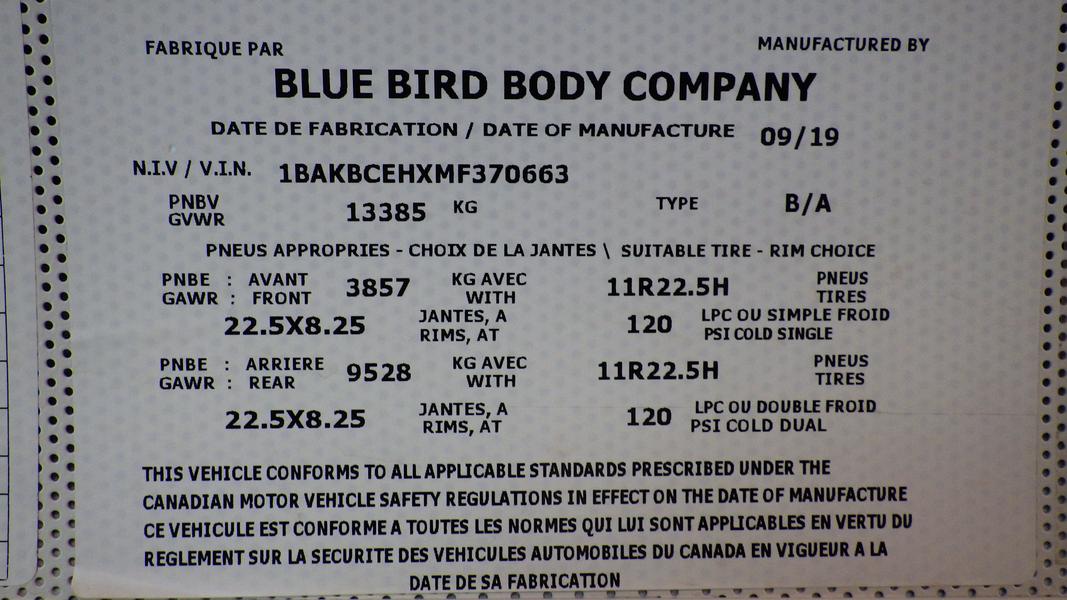 FABRIQUE PAR MANUFACTURED BY
BLUE BIRD BODY COMPANY
DATE DE FABRICATION / DATE OF MANUFACTURE 09/19
N.I.V / V.I.N. 1BAKBCEHXMF370663
PNBV
GVWR 13385 KG TYPE B/A
PNEUS APPROPRIES - CHOIX DE LA JANTES \ SUITABLE TIRE - RIM CHOICE
PNBE : AVANT 3857 KG AVEC 11R22.5H PNEUS
GAWR : FRONT WITH TIRES
22.5X8.25 JANTES, A 120 LPC OU SIMPLE FROID
RIMS, AT PSI COLD SINGLE
PNBE : ARRIERE 9528 KG AVEC 11R22.5H PNEUS
GAWR : REAR WITH TIRES
22.5X8.25 JANTES, A 120 LPC OU DOUBLE FROID
RIMS, AT PSI COLD DUAL
THIS VEHICLE CONFORMS TO ALL APPLICABLE STANDARDS PRESCRIBED UNDER THE
CANADIAN MOTOR VEHICLE SAFETY REGULATIONS IN EFFECT ON THE DATE OF MANUFACTURE
CE VEHICULE EST CONFORME A TOUTES LES NORMES QUI LUI SONT APPLICABLES EN VERTU DU
REGLEMENT SUR LA SECURITE DES VEHICULES AUTOMOBILES DU CANADA EN VIGUEUR A LA
DATE DE SA FABRICATION